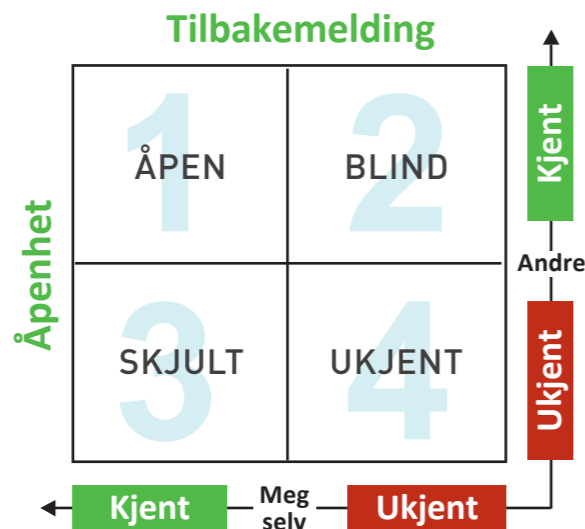 Tilbakemelding
Åpenhet
1
ÅPEN
2
BLIND
3
SKJULT
4
UKJENT
Kjent
Andre
Ukjent
Kjent
Meg
selv
Ukjent